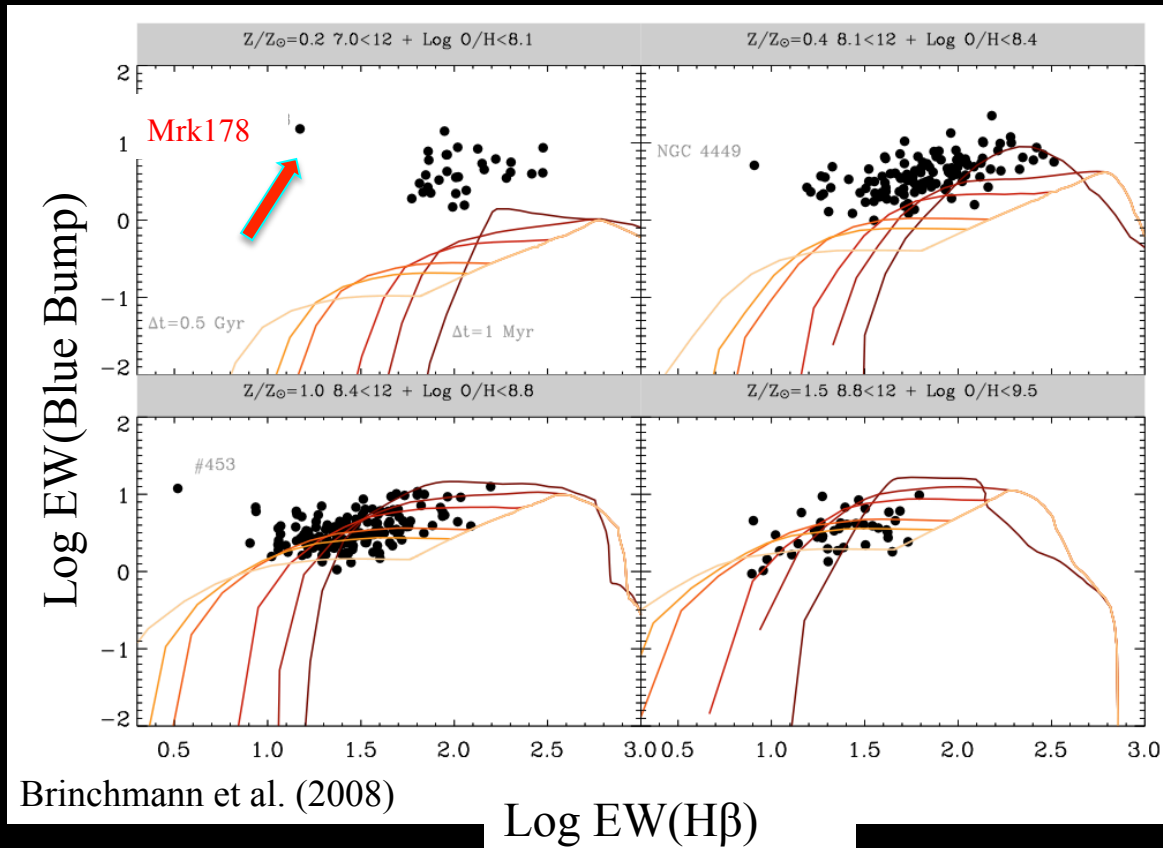 Z/Z⊙=0.2 7.0<12 + Log O/H<8.1
Z/Z⊙=0.4 8.1<12 + Log O/H<8.4
2
1
0
−1
−2
Mrk178
NGC 4449
Δt=0.5 Gyr
Δt=1 Myr
Log EW(Blue Bump)
Z/Z⊙=1.0 8.4<12 + Log O/H<8.8
Z/Z⊙=1.5 8.8<12 + Log O/H<9.5
2
1
0
−1
−2
#453
0.5 1.0 1.5 2.0 2.5 3.0 0.5 1.0 1.5 2.0 2.5 3.0
Brinchmann et al. (2008)
Log EW(Hβ)